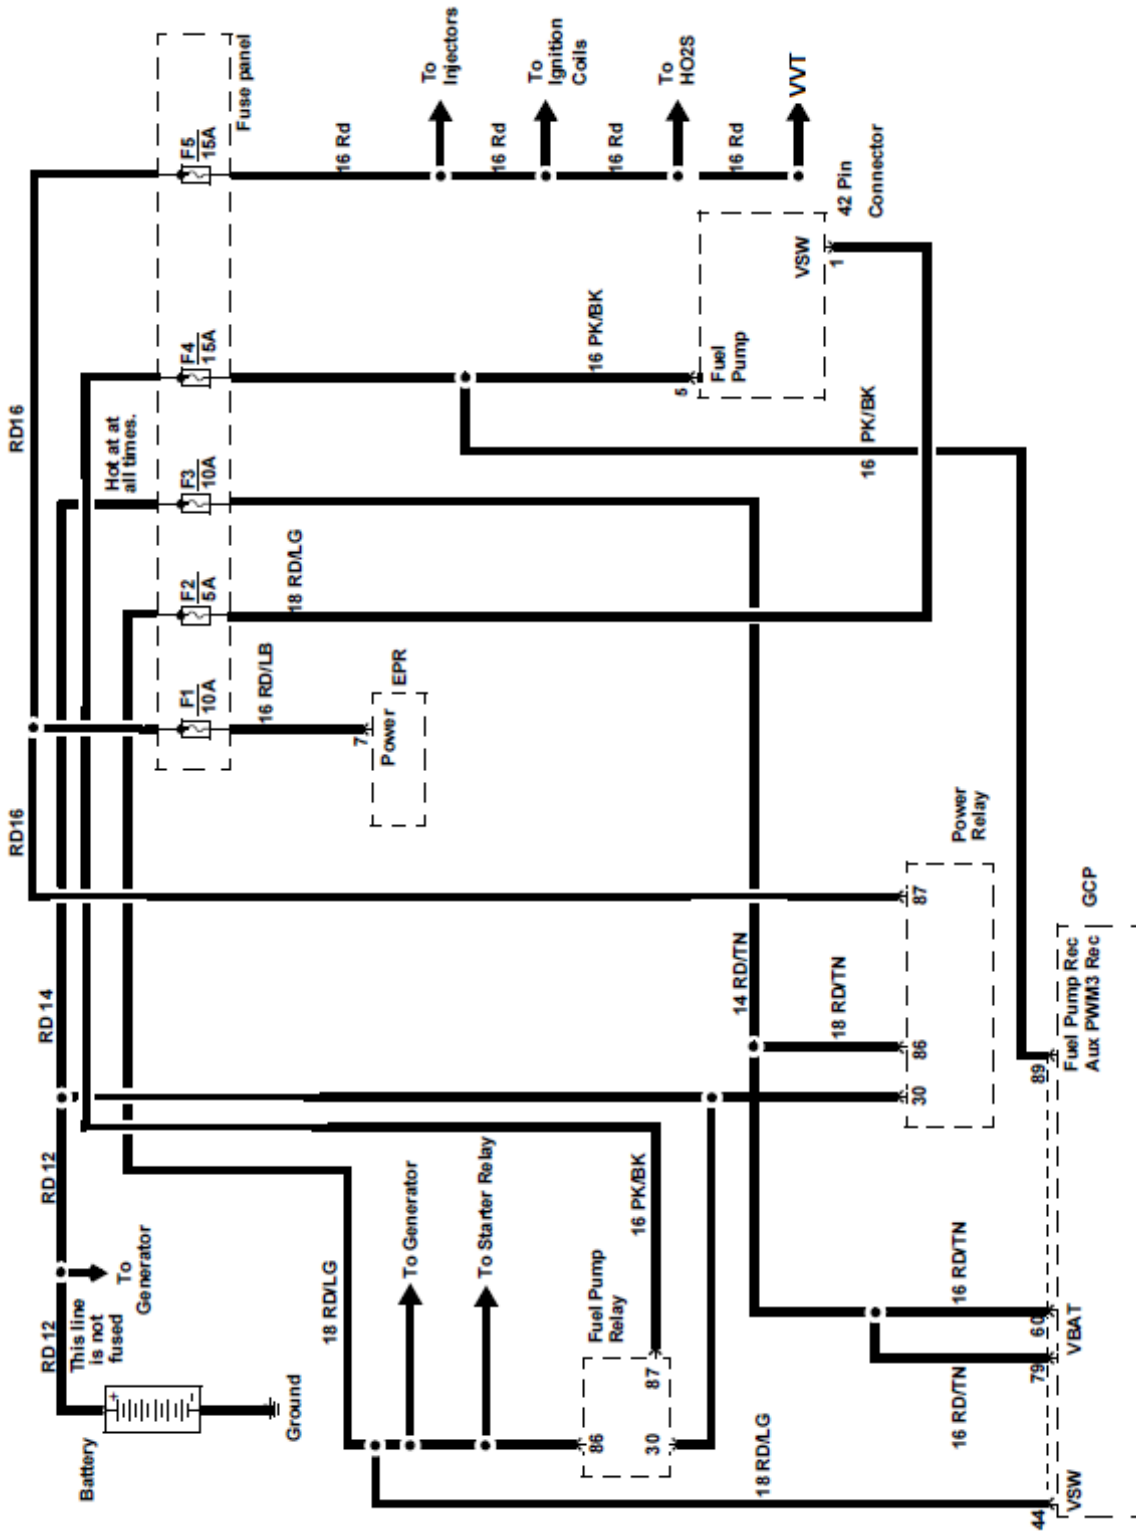 Battery
+
-
Ground
RD 12
This line
is not
fused
To
Generator
RD 12
RD 14
RD16
RD16
Hot at at
all times.
F1
10A
F2
5A
F3
10A
F4
15A
F5
15A
Fuse panel
16 RD/LB
7
Power
EPR
18 RD/LG
16 Rd
To
Injectors
16 Rd
To
Ignition
Coils
16 Rd
To
HO2S
16 Rd
VVT
16 PK/BK
5
Fuel
Pump
VSW
1
42 Pin
Connector
16 PK/BK
18 RD/LG
To Generator
To Starter Relay
16 PK/BK
Fuel Pump
Relay
86
30
87
14 RD/TN
18 RD/TN
87
86
30
Power
Relay
18 RD/LG
16 RD/TN
16 RD/TN
44
VSW
79
60
VBAT
89
Fuel Pump Rec
Aux PWM3 Rec
GCP